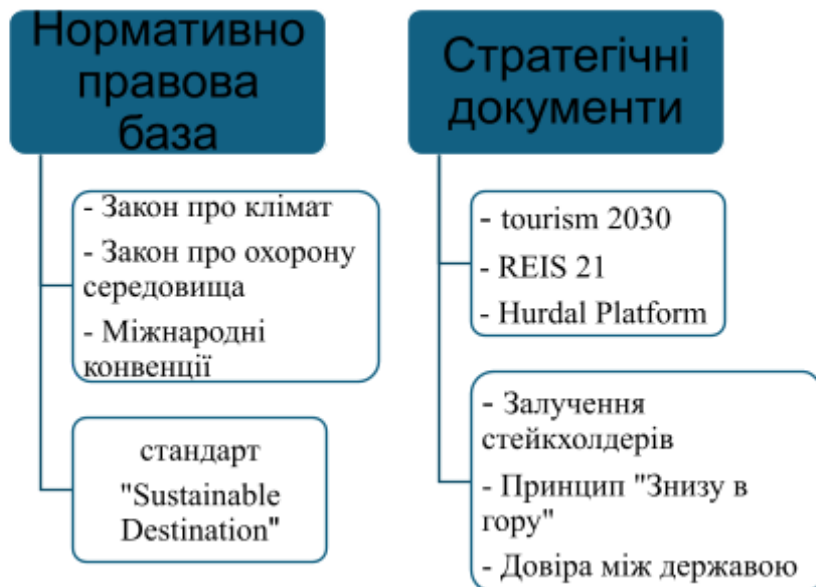 Нормативно
правова
база
- Закон про клімат
- Закон про охорону
середовища
- Міжнародні
конвенції
стандарт
"Sustainable
Destination"
Стратегічні
документи
- tourism 2030
- REIS 21
- Hurdal Platform
- Залучення
стейкхолдерів
- Принцип "Знизу в
гору"
- Довіра між державою